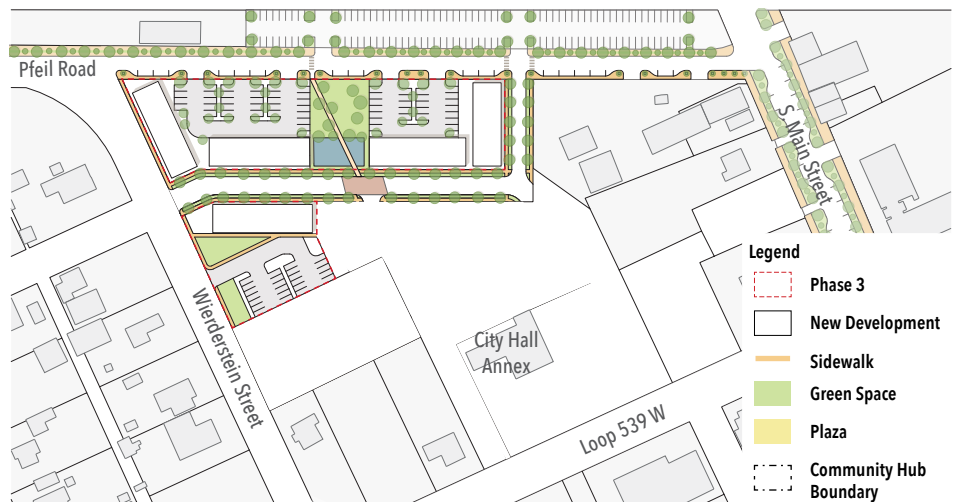 Pfeil Road
S. Main Street
Wierderstein Street
City Hall
Annex
Loop 539 W
Legend
Phase 3
New Development
Sidewalk
Green Space
Plaza
Community Hub
Boundary